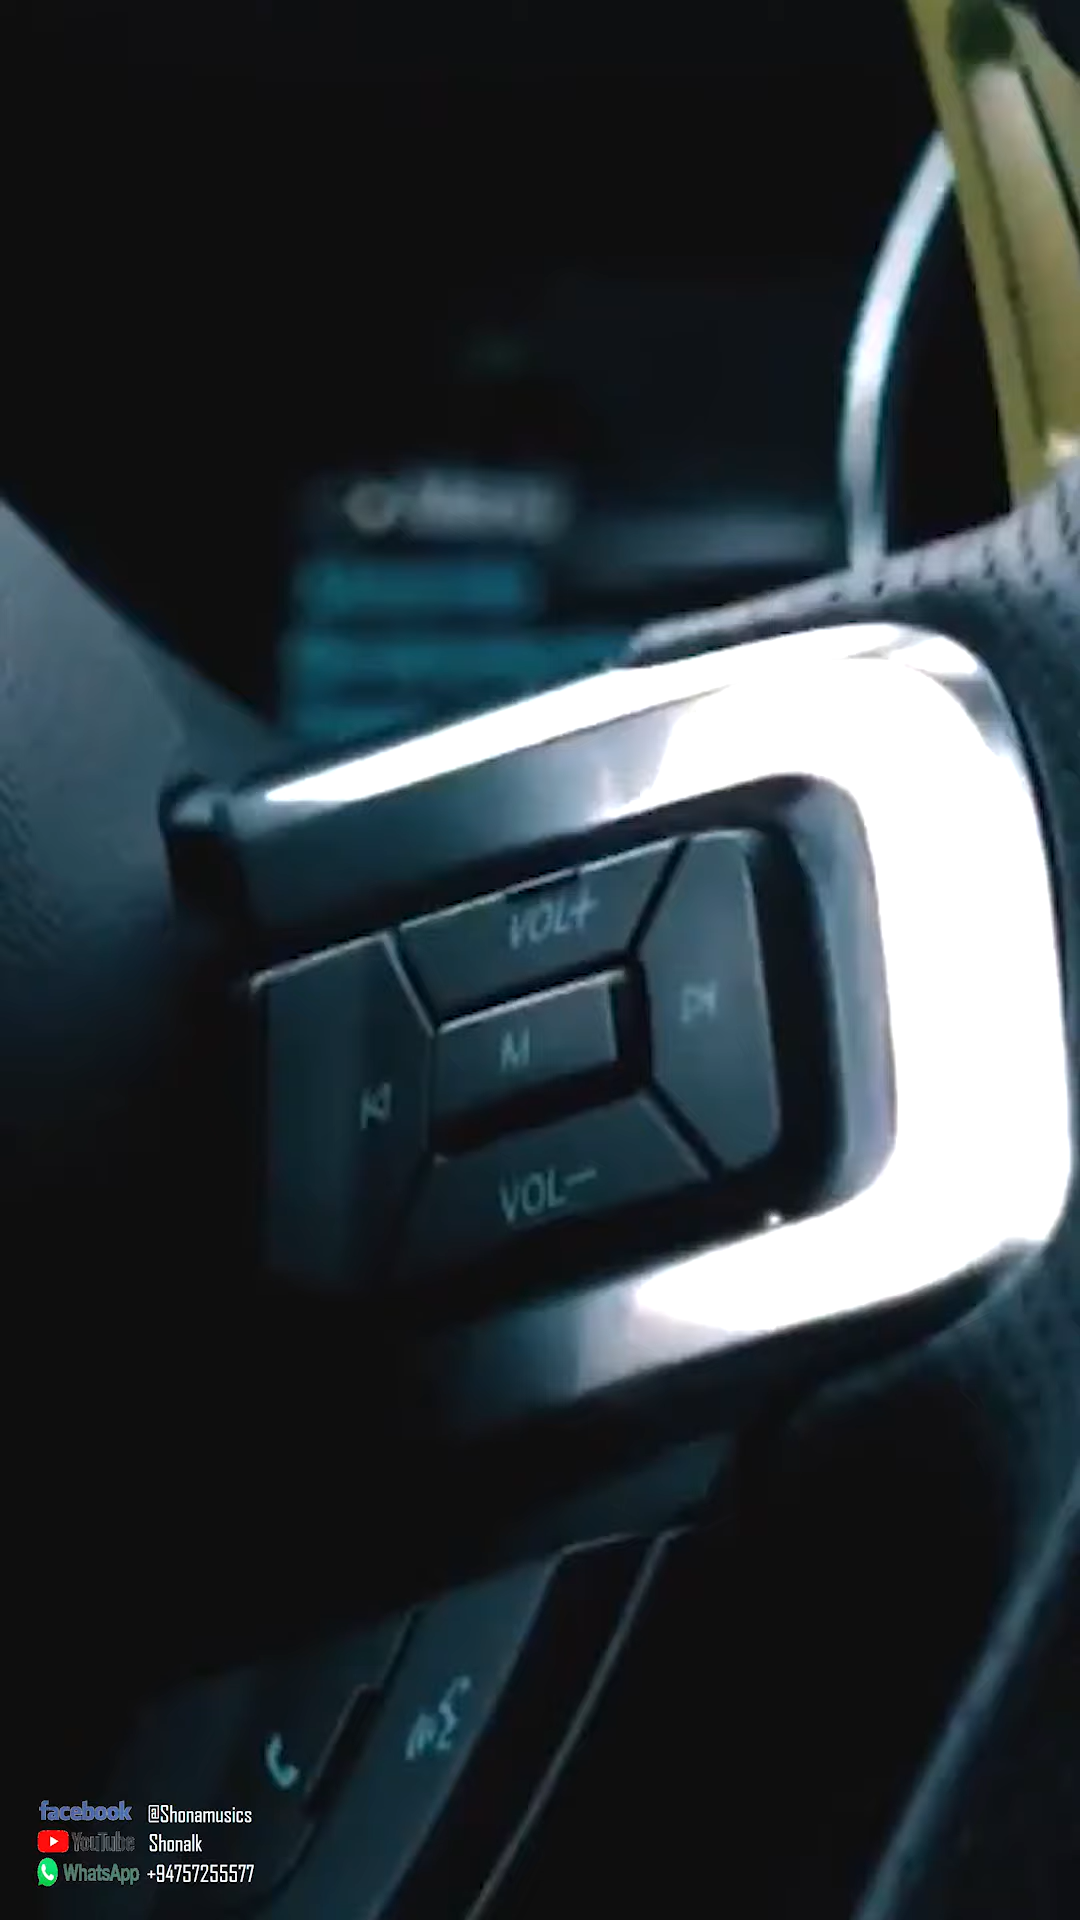 VOL+
M
VOL−
facebook @Shonamusics
YouTube Shonalk
WhatsApp +94757255577